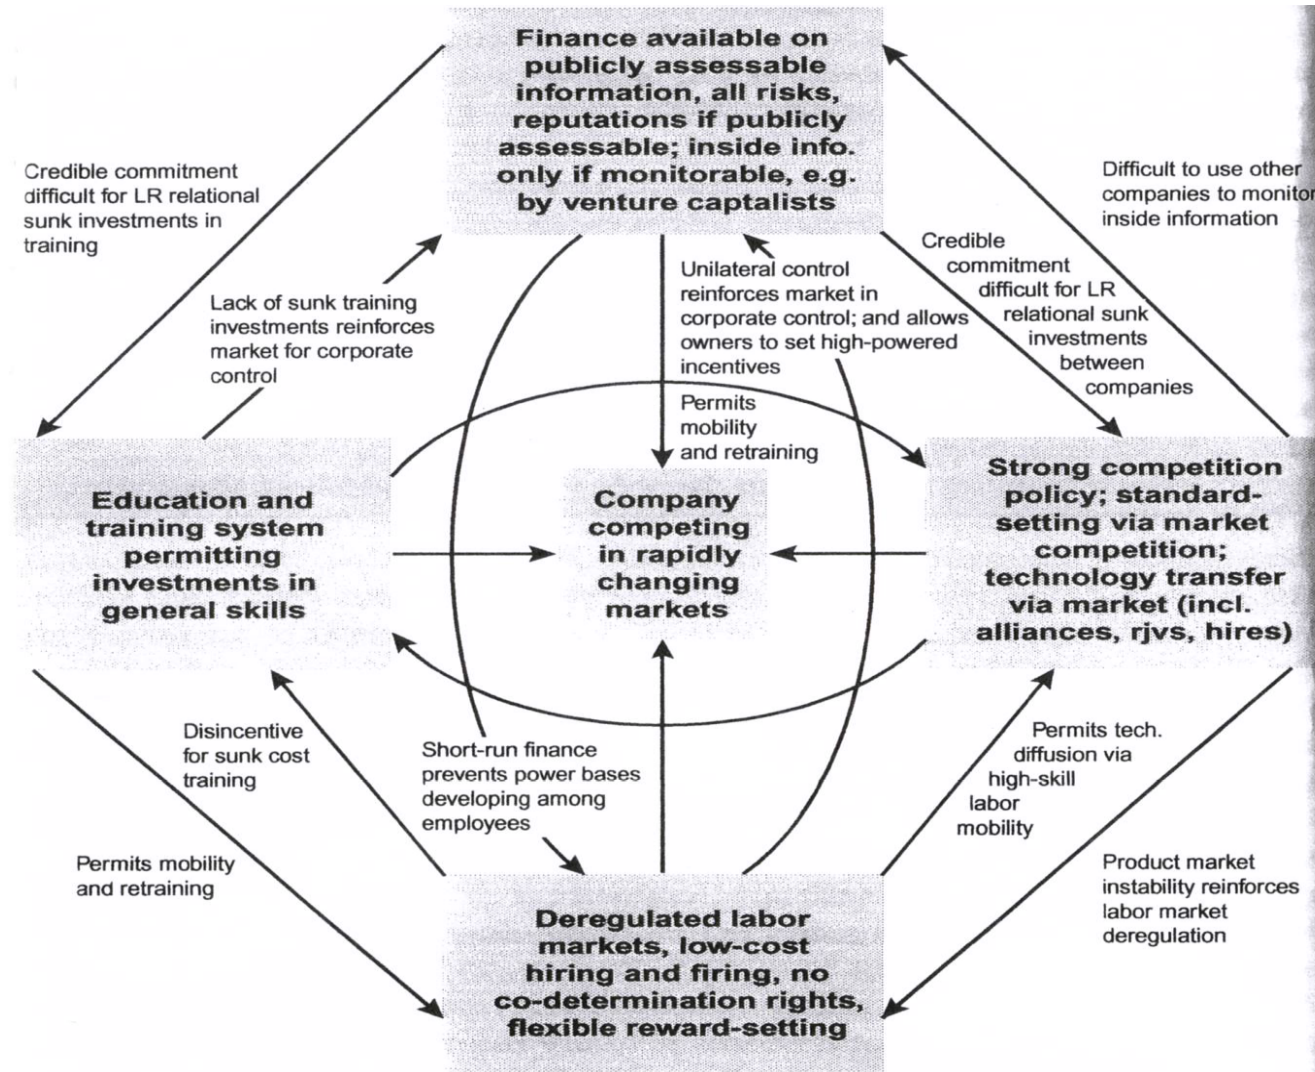 Finance available on
publicly assessable
information, all risks,
reputations if publicly
assessable; inside info.
only if monitorable, e.g.
by venture captalists
Credible commitment
difficult for LR relational
sunk investments in
training
Difficult to use other
companies to monitor
inside information
Lack of sunk training
investments reinforces
market for corporate
control
Unilateral control
reinforces market in
corporate control; and allows
owners to set high-powered
incentives
Credible
commitment
difficult for LR
relational sunk
investments
between
companies
Permits
mobility
and retraining
Education and
training system
permitting
investments in
general skills
Company
competing
in rapidly
changing
markets
Strong competition
policy; standard-
setting via market
competition;
technology transfer
via market (incl.
alliances, rjvs, hires)
Disincentive
for sunk cost
training
Short-run finance
prevents power bases
developing among
employees
Permits tech.
diffusion via
high-skill
labor
mobility
Permits mobility
and retraining
Product market
instability reinforces
labor market
deregulation
Deregulated labor
markets, low-cost
hiring and firing, no
co-determination rights,
flexible reward-setting